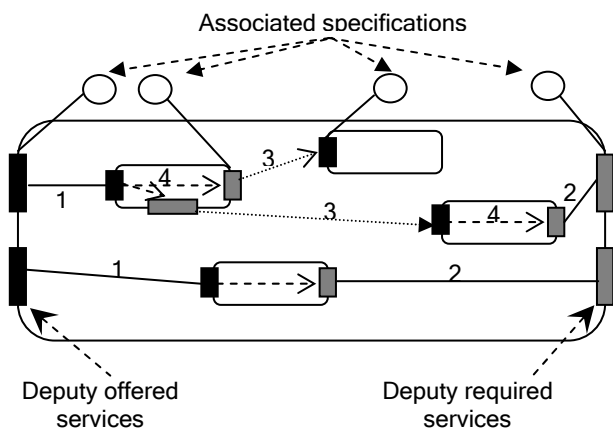 Associated specifications
3
4
1
2
3
4
1
2
Deputy offered
services
Deputy required
services